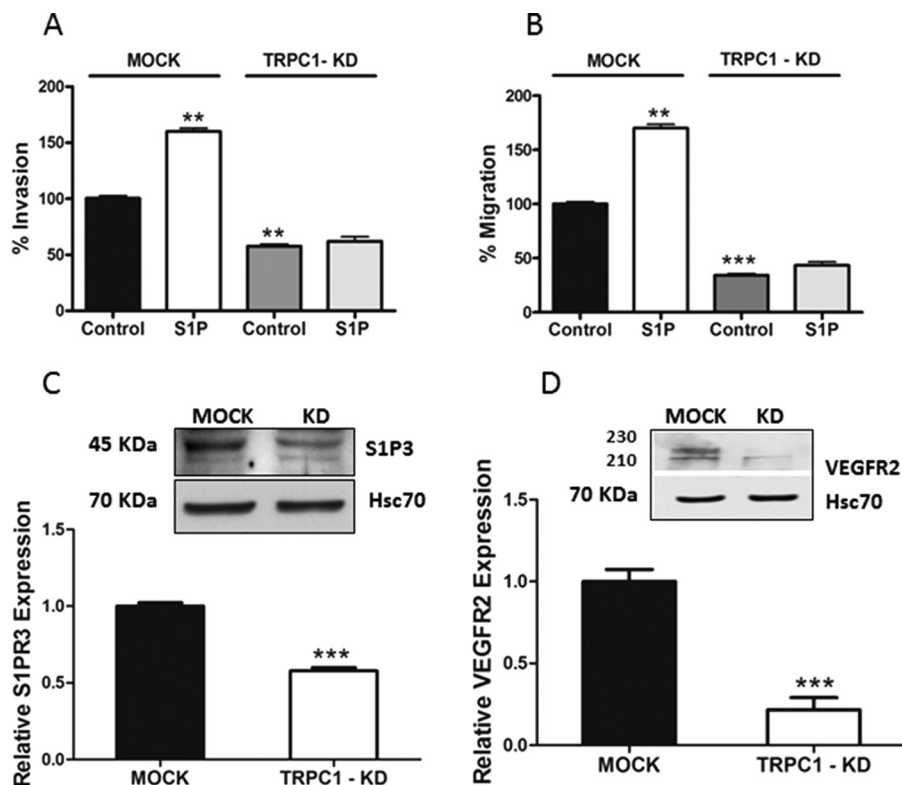 A
MOCK
TRPC1- KD
% Invasion
200
150
100
50
0
**
**
Control
S1P
Control
S1P
B
MOCK
TRPC1 - KD
% Migration
200
150
100
50
0
**
***
Control
S1P
Control
S1P
C
MOCK
KD
45 KDa
S1P3
70 KDa
Hsc70
Relative S1PR3 Expression
1.5
1.0
0.5
0.0
***
MOCK
TRPC1 - KD
D
MOCK
KD
230
210
VEGFR2
70 KDa
Hsc70
Relative VEGFR2 Expression
1.5
1.0
0.5
0.0
***
MOCK
TRPC1 - KD